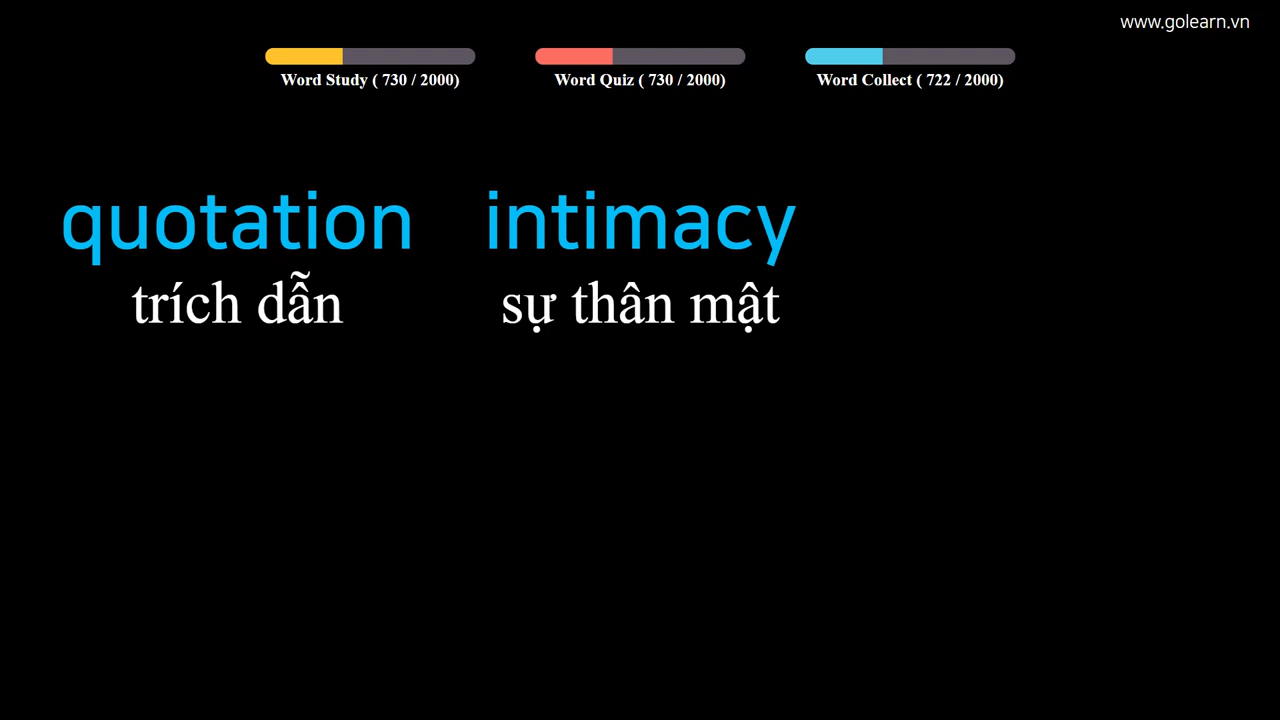 www.golearn.vn
Word Study ( 730 / 2000)
Word Quiz ( 730 / 2000)
Word Collect ( 722 / 2000)
quotation
trích dẫn
intimacy
sự thân mật